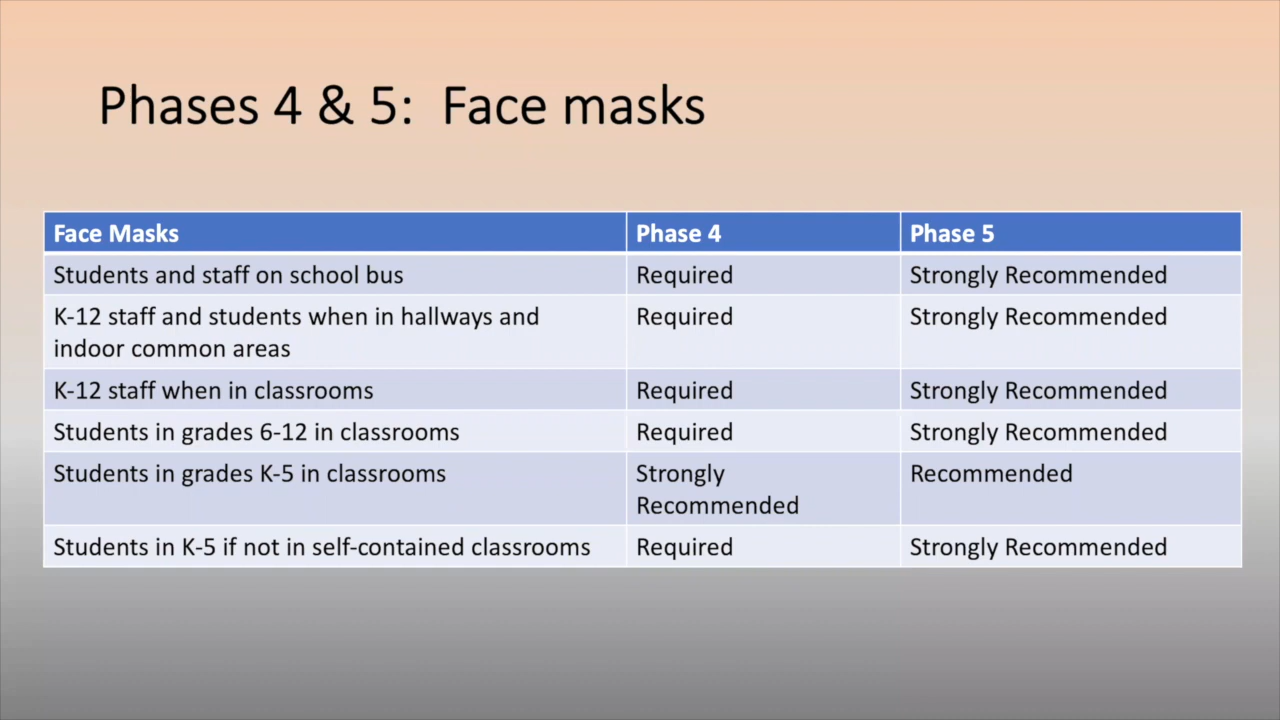 Phases 4 & 5:  Face masks
Face Masks Phase 4 Phase 5
Students and staff on school bus Required Strongly Recommended
K-12 staff and students when in hallways and Required Strongly Recommended
indoor common areas
K-12 staff when in classrooms Required Strongly Recommended
Students in grades 6-12 in classrooms Required Strongly Recommended
Students in grades K-5 in classrooms Strongly Recommended
Recommended
Students in K-5 if not in self-contained classrooms Required Strongly Recommended